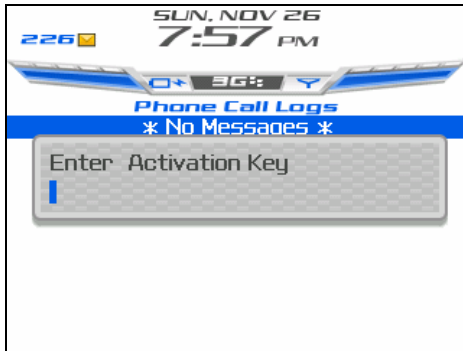 SUN, NOV 26
226
7:57 PM
3G
Phone Call Logs
* No Messages *
Enter Activation Key